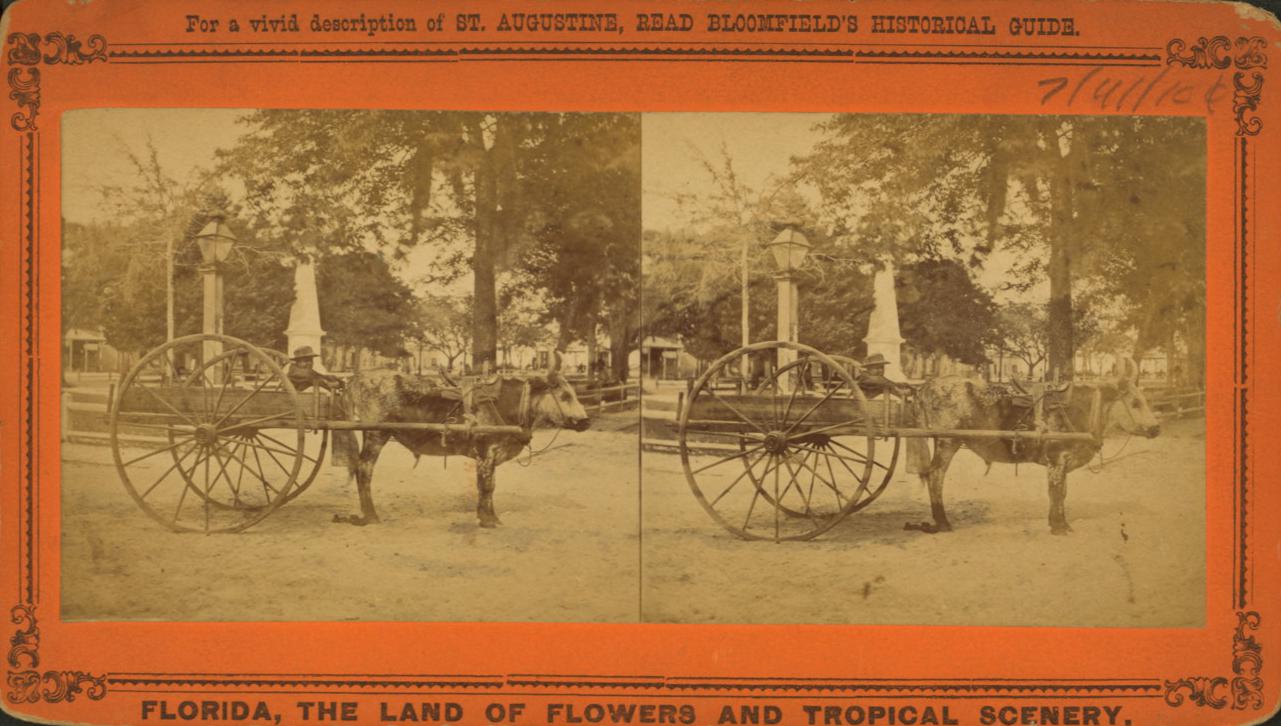 For a vivid description of ST. AUGUSTINE, READ BLOOMFIELD'S HISTORICAL GUIDE.
FLORIDA, THE LAND OF FLOWERS AND TROPICAL SCENERY.